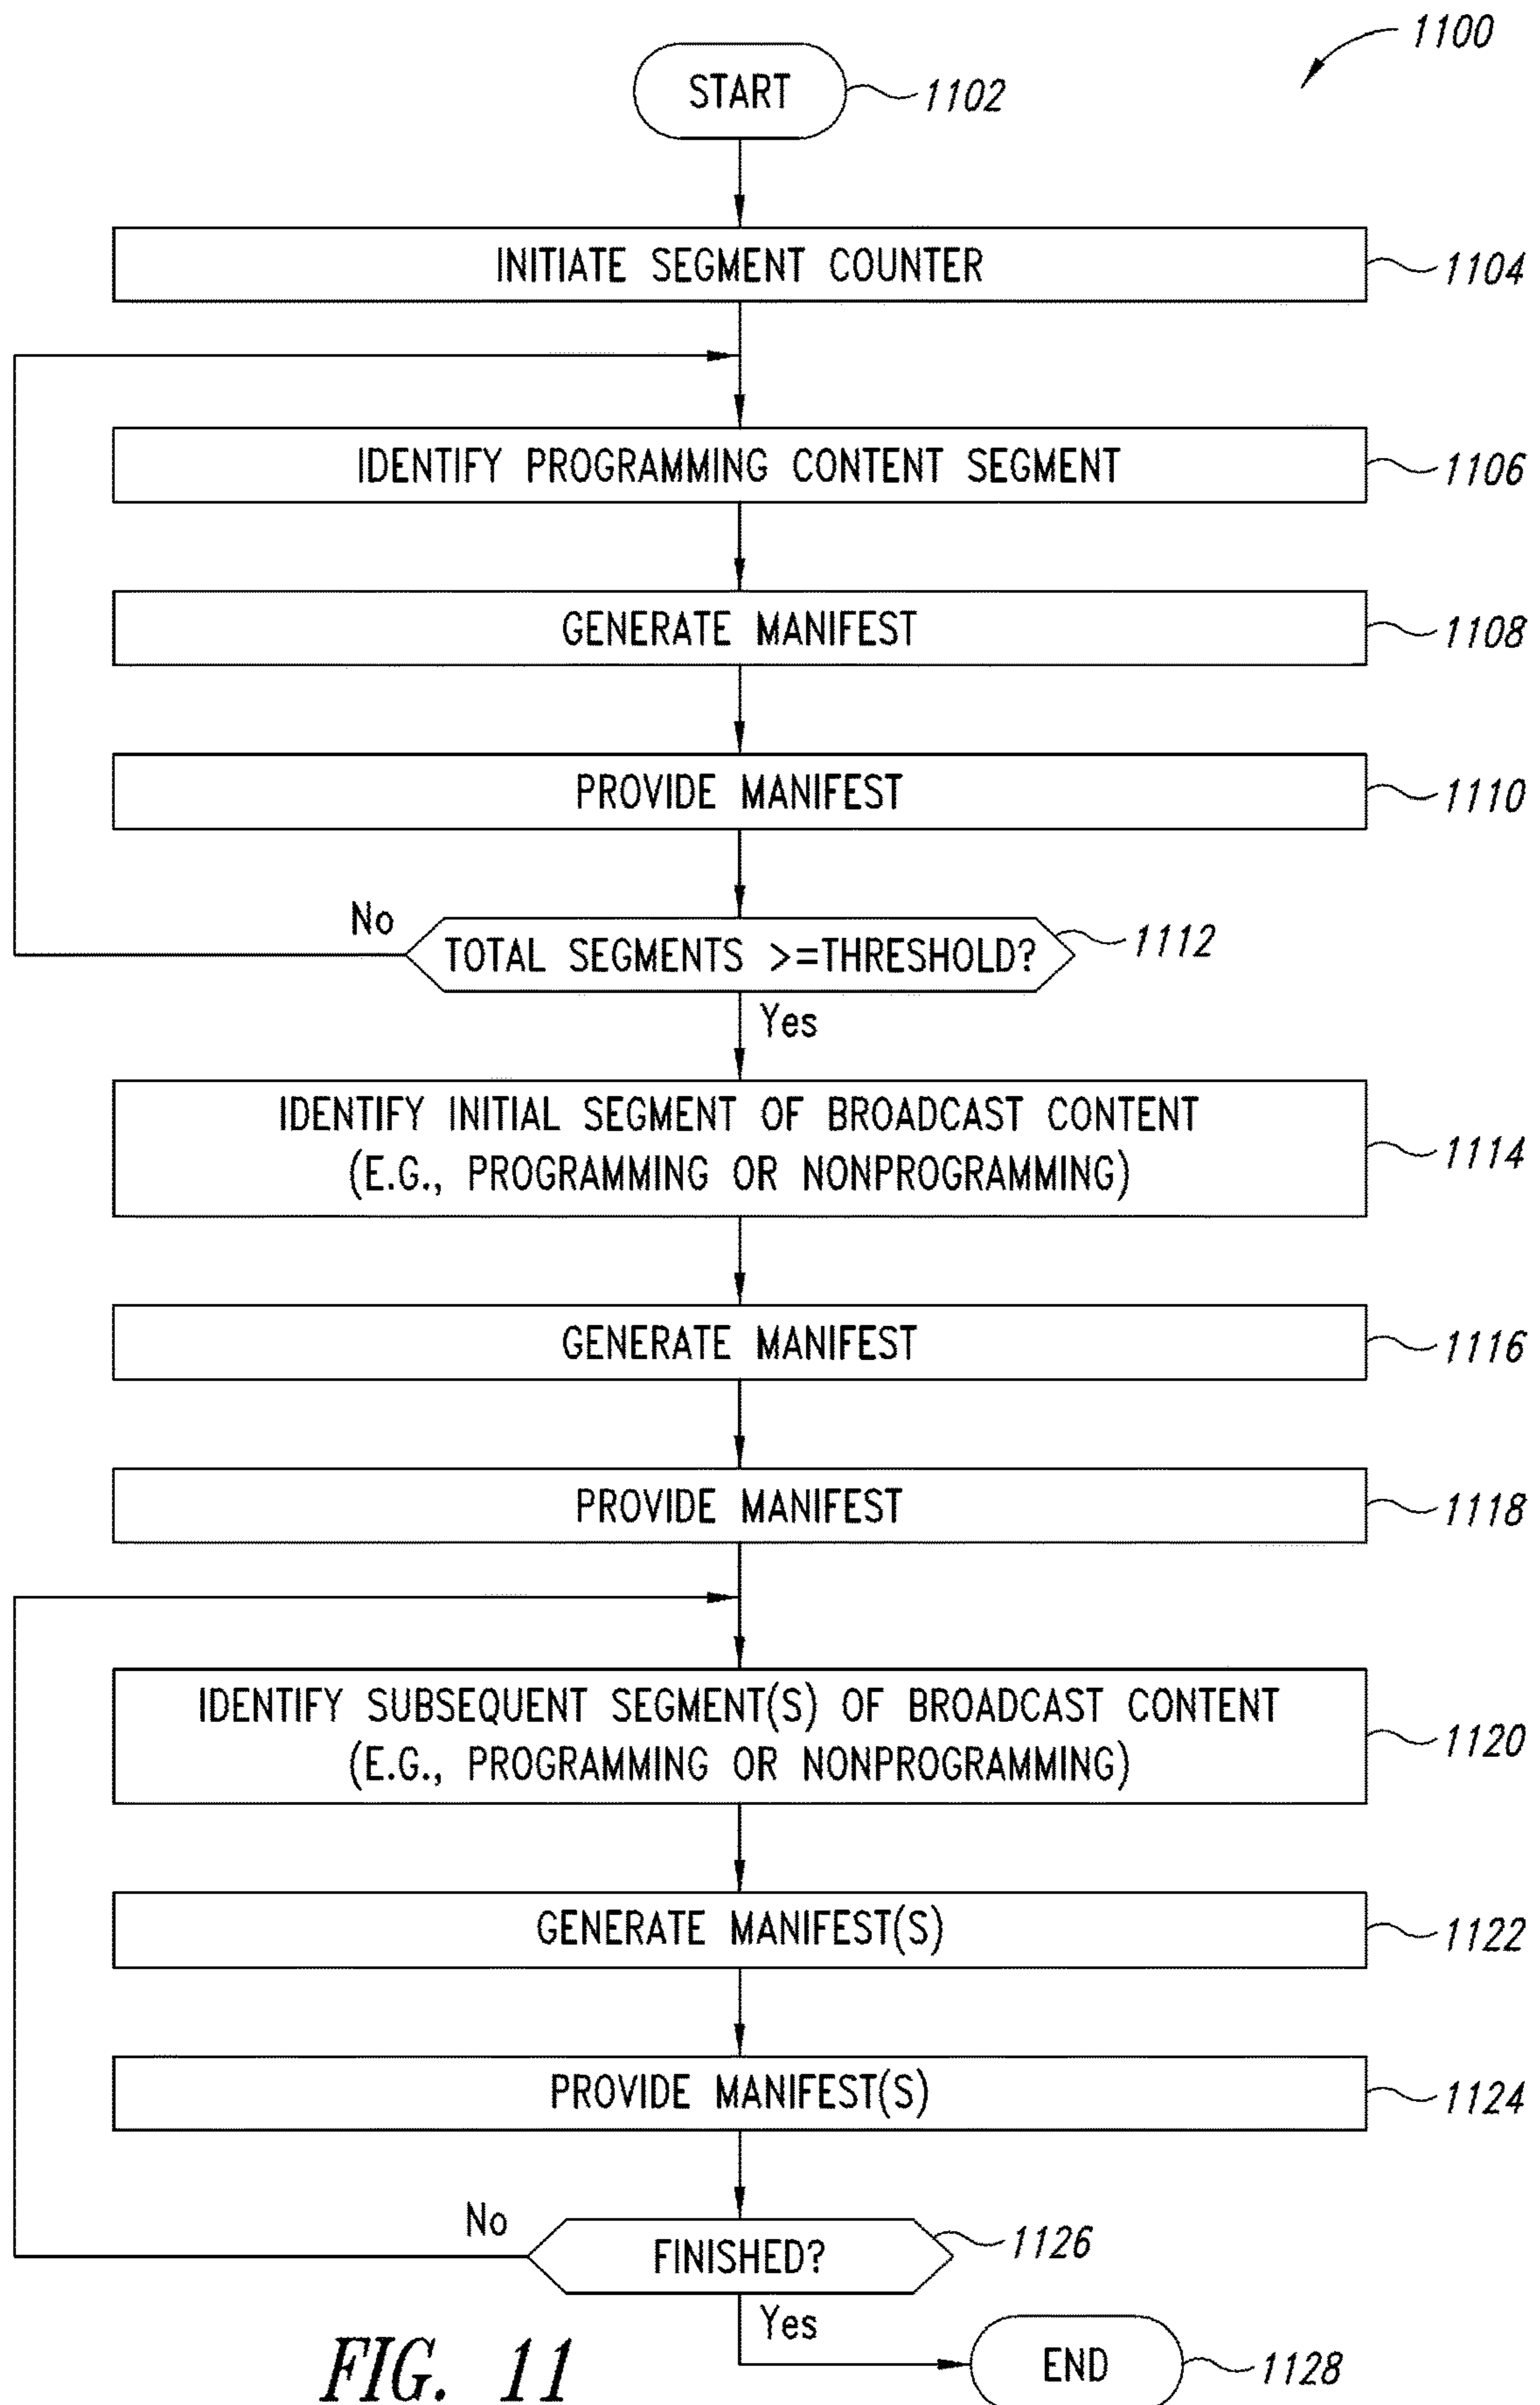 1100
START
1102
INITIATE SEGMENT COUNTER
1104
IDENTIFY PROGRAMMING CONTENT SEGMENT
1106
GENERATE MANIFEST
1108
PROVIDE MANIFEST
1110
No
TOTAL SEGMENTS >=THRESHOLD?
1112
Yes
IDENTIFY INITIAL SEGMENT OF BROADCAST CONTENT
(E.G., PROGRAMMING OR NONPROGRAMMING)
1114
GENERATE MANIFEST
1116
PROVIDE MANIFEST
1118
IDENTIFY SUBSEQUENT SEGMENT(S) OF BROADCAST CONTENT
(E.G., PROGRAMMING OR NONPROGRAMMING)
1120
GENERATE MANIFEST(S)
1122
PROVIDE MANIFEST(S)
1124
No
FINISHED?
1126
Yes
END
1128
FIG. 11